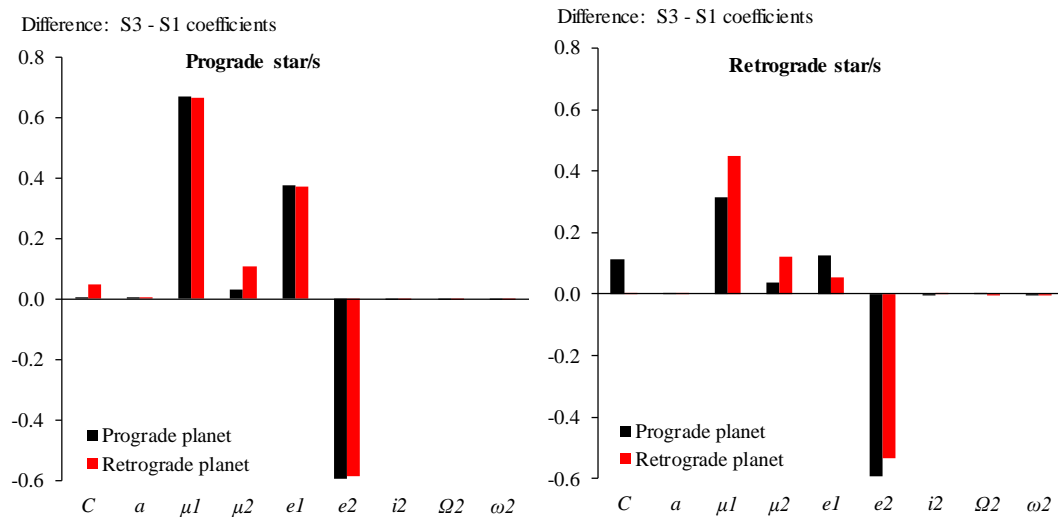 Difference: S3 - S1 coefficients
Prograde star/s
0.8
0.6
0.4
0.2
0.0
-0.2
-0.4
-0.6
Prograde planet
Retrograde planet
C a μ1 μ2 e1 e2 i2 Ω2 ω2
Difference: S3 - S1 coefficients
Retrograde star/s
0.8
0.6
0.4
0.2
0.0
-0.2
-0.4
-0.6
Prograde planet
Retrograde planet
C a μ1 μ2 e1 e2 i2 Ω2 ω2